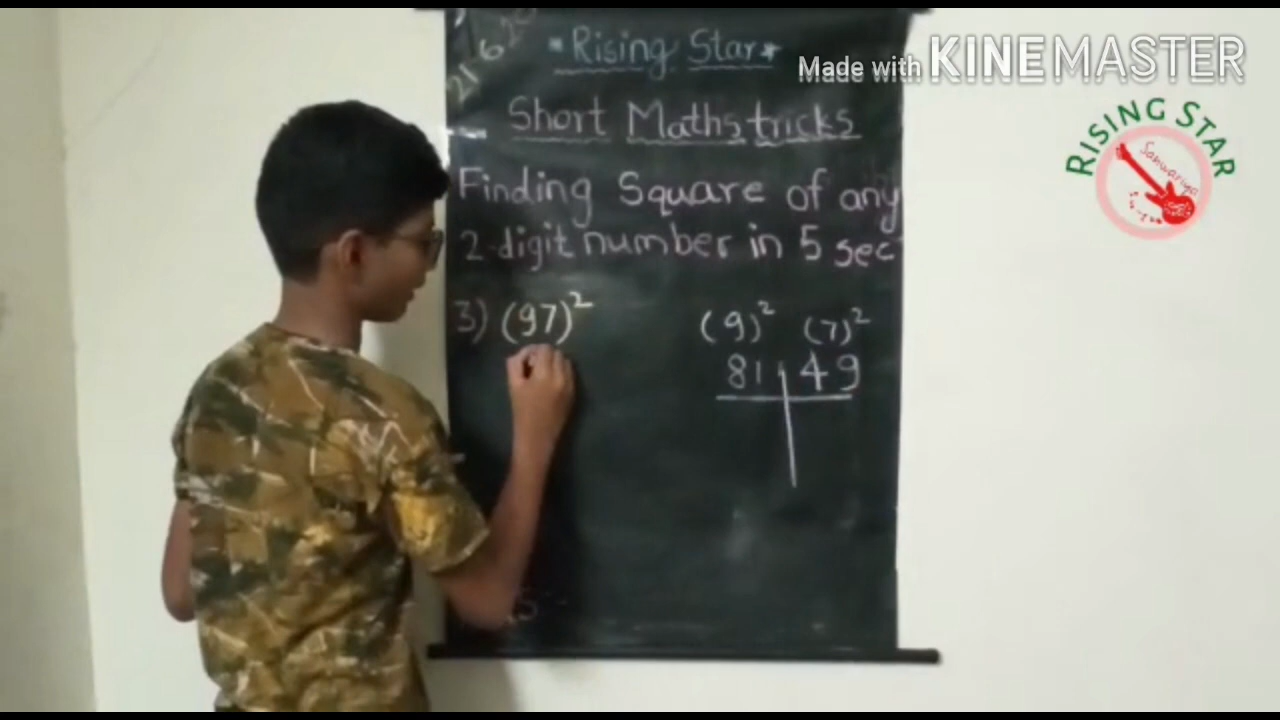 * Rising Star *
Made with KINEMASTER
RISING STAR
Sanwariya
Short Maths tricks
Finding Square of any
2-digit number in 5 sec
3) (97)² (9)² (7)²
81 49